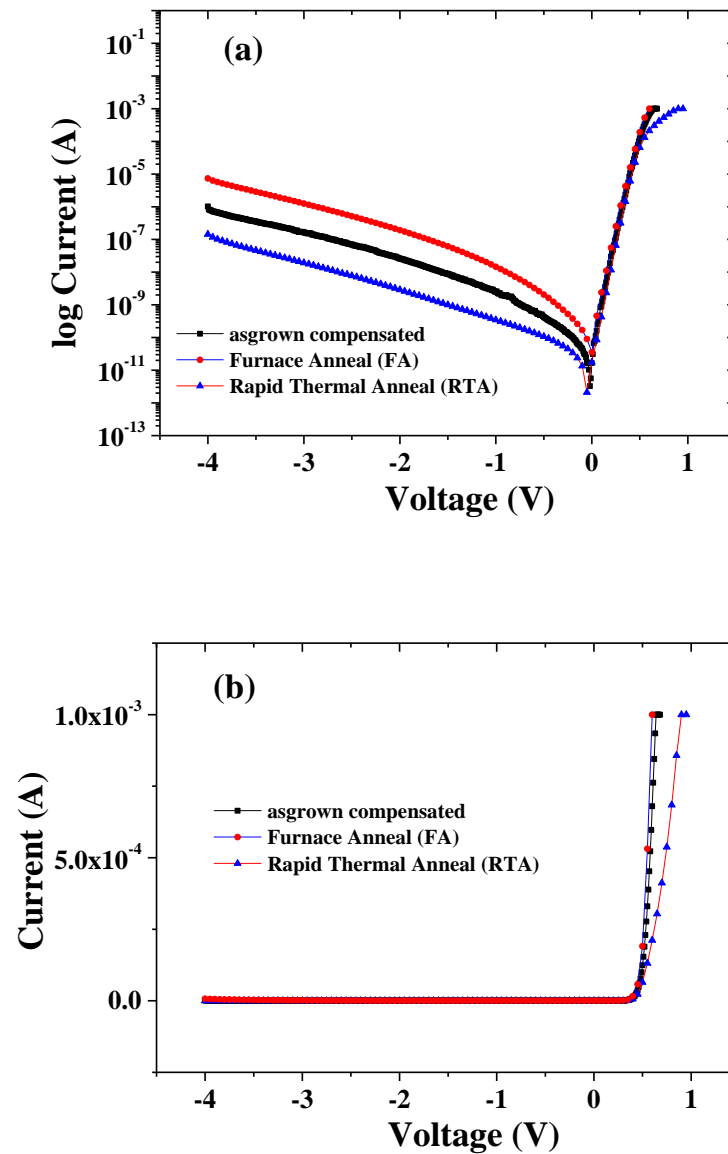 (a)
10^-1
10^-3
10^-5
10^-7
10^-9
10^-11
10^-13
log Current (A)
asgrown compensated
Furnace Anneal (FA)
Rapid Thermal Anneal (RTA)
-4 -3 -2 -1 0 1
Voltage (V)
(b)
1.0x10^-3
5.0x10^-4
0.0
Current (A)
asgrown compensated
Furnace Anneal (FA)
Rapid Thermal Anneal (RTA)
-4 -3 -2 -1 0 1
Voltage (V)